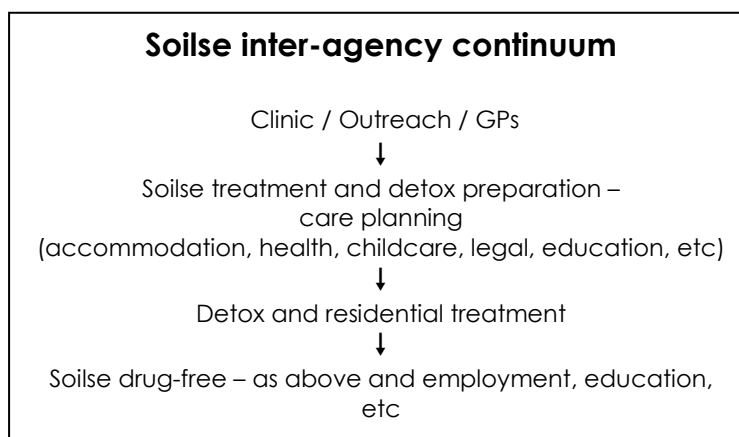 Soilse inter-agency continuum
Clinic / Outreach / GPs
Soilse treatment and detox preparation –
care planning
(accommodation, health, childcare, legal, education, etc)
Detox and residential treatment
Soilse drug-free – as above and employment, education,
etc